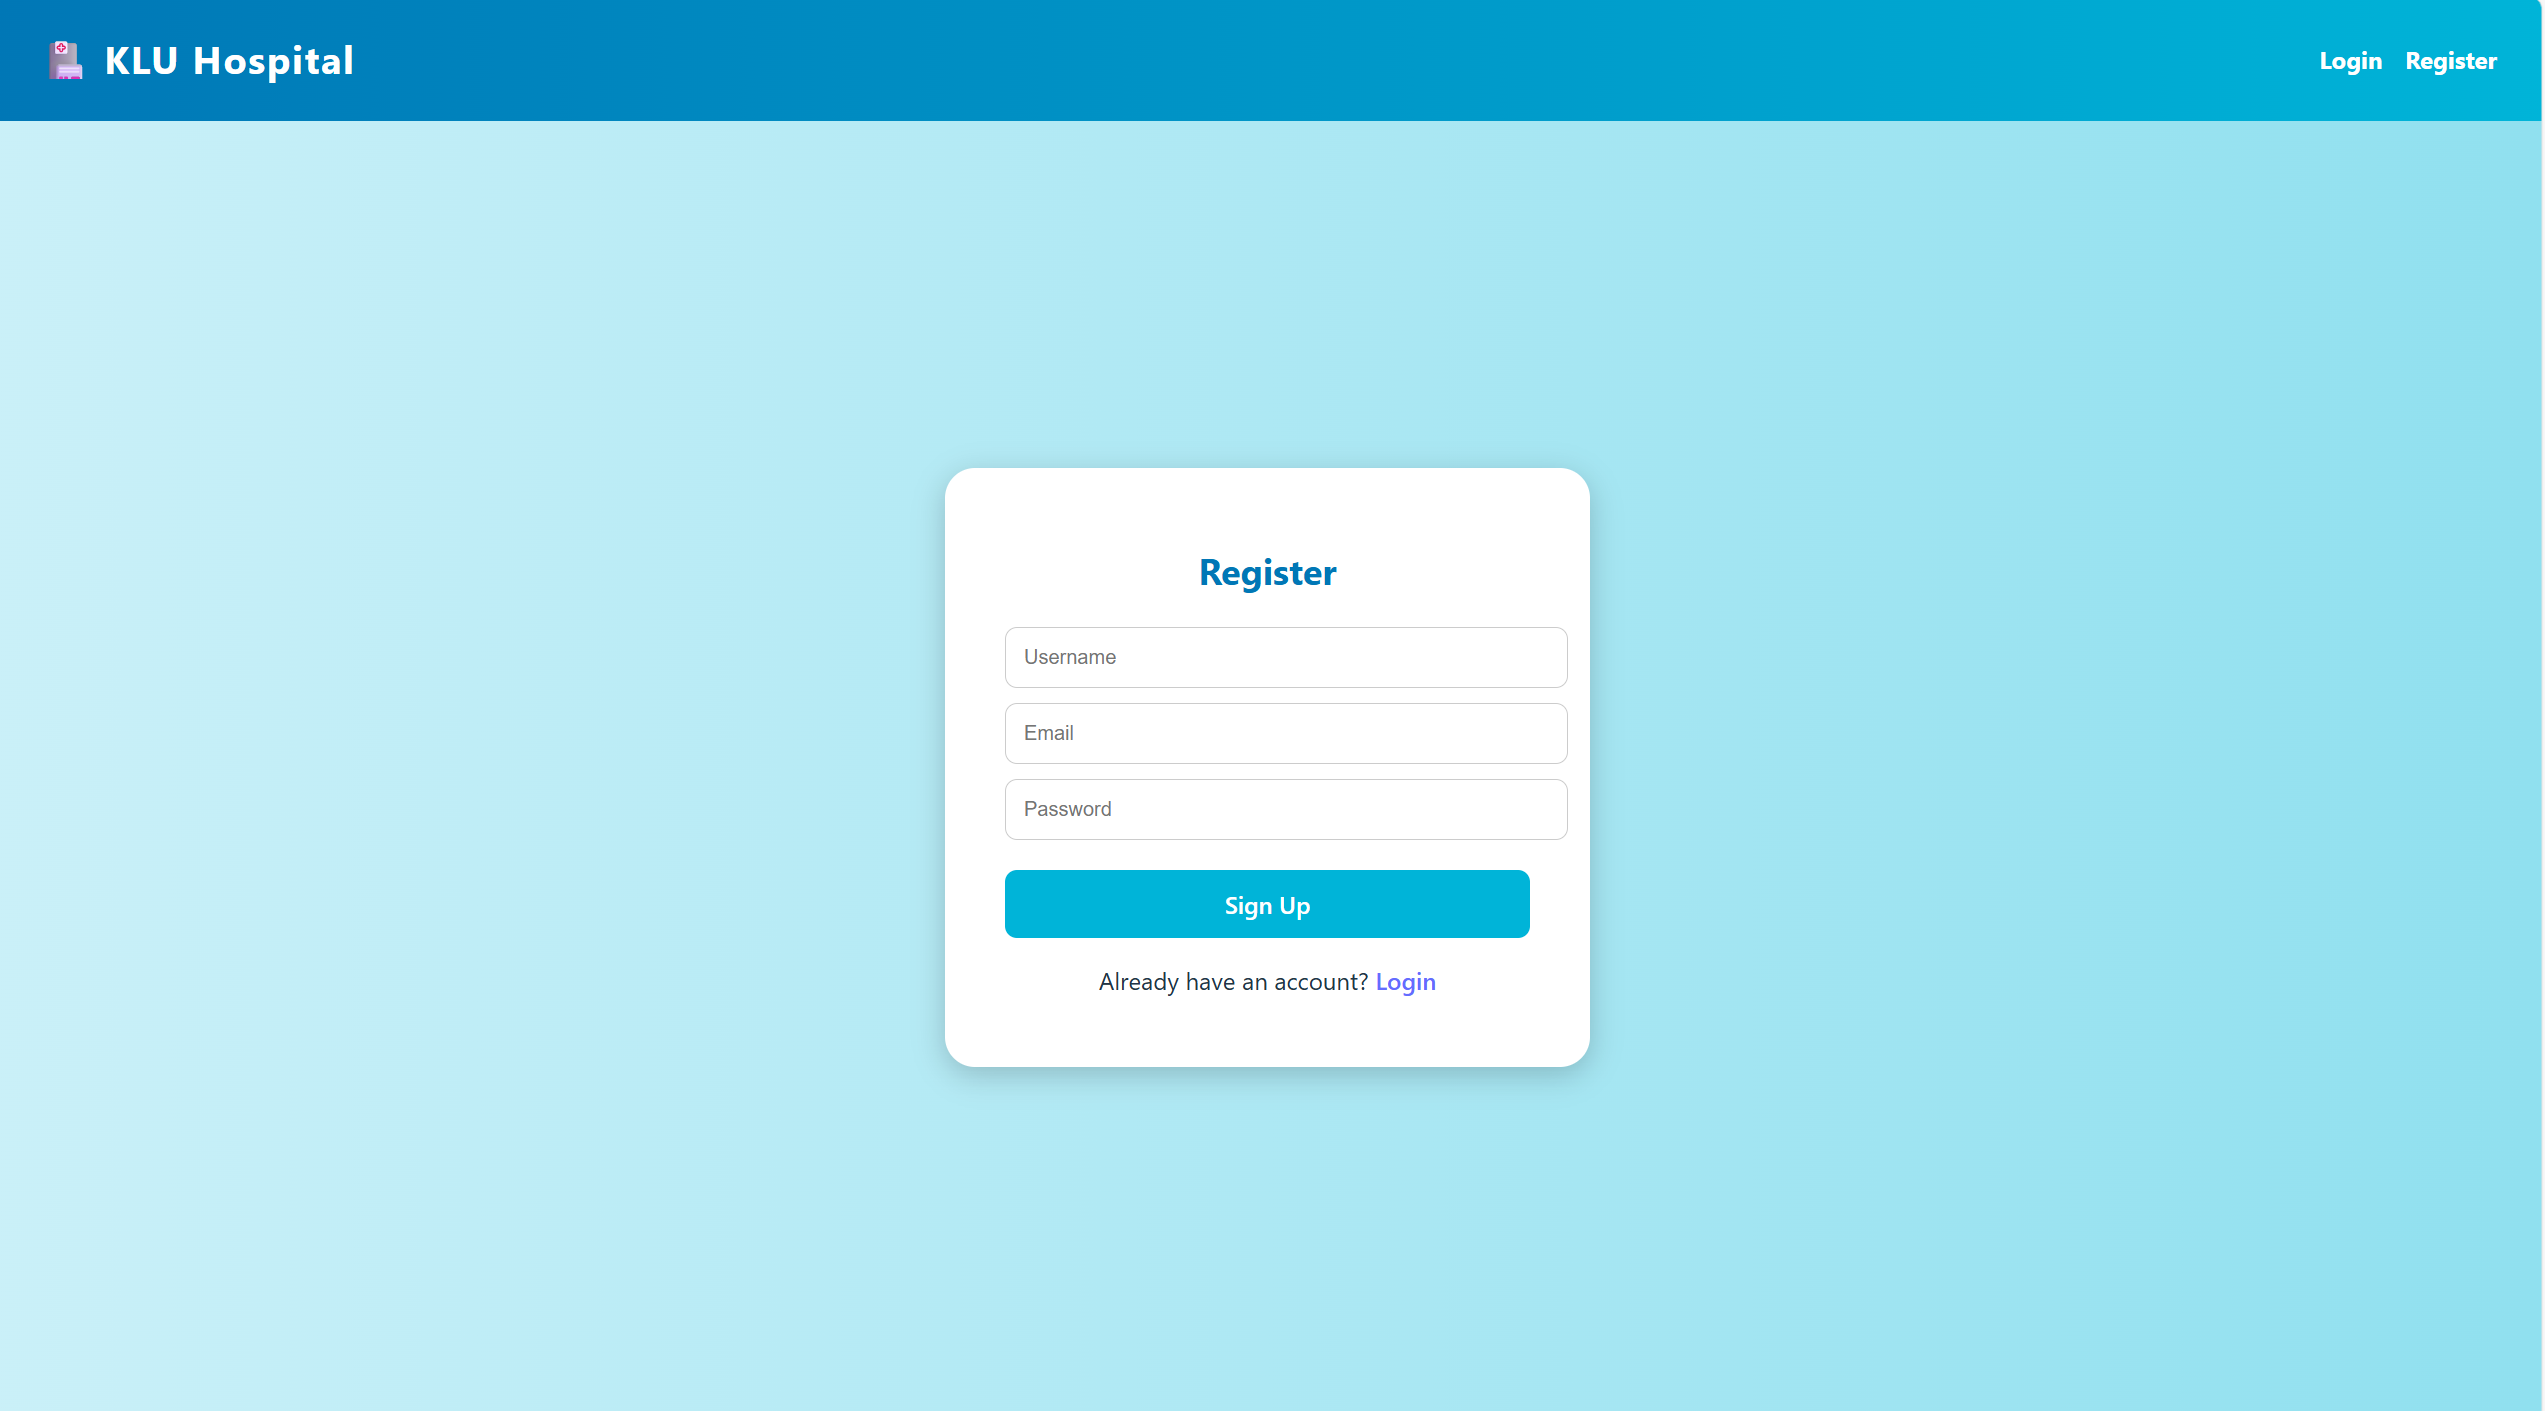 KLU Hospital
Login Register
Register
Username
Email
Password
Sign Up
Already have an account? Login